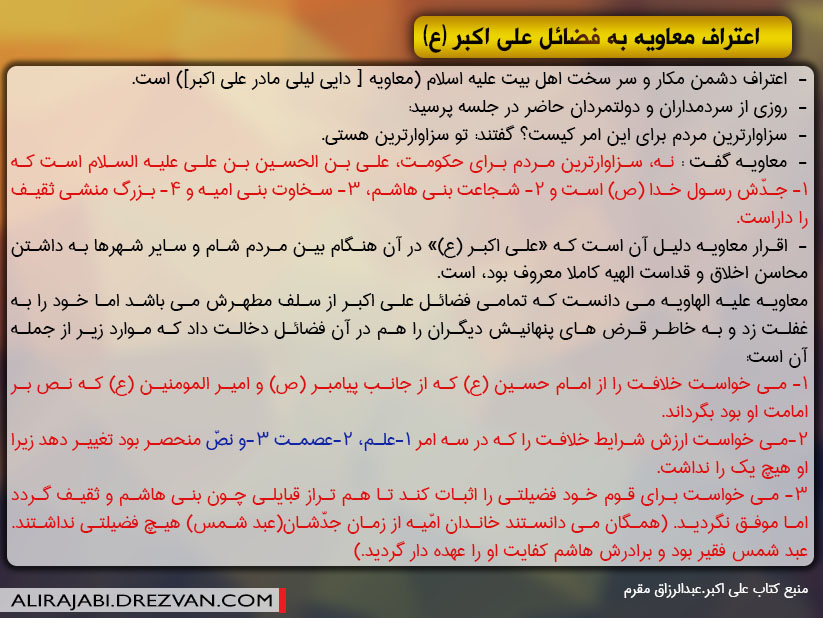 اعتراف معاویه به فضائل علی اکبر (ع)
- اعتراف دشمن مکار و سر سخت اهل بیت علیه اسلام (معاویه [ دایی لیلی مادر علی اکبر]) است.
- روزی از سردمداران و دولتمردان حاضر در جلسه پرسید:
- سزاوارترین مردم برای این امر کیست؟ گفتند: تو سزاوارترین هستی.
- معاویه گفت : نه، سزاوارترین مردم برای حکومت، علی بن الحسین بن علی علیه السلام است که
۱- جدّش رسول خدا (ص) است و ۲- شجاعت بنی هاشم، ۳- سخاوت بنی امیه و ۴- بزرگ منشی ثقیف
را داراست.
- اقرار معاویه دلیل آن است که «علی اکبر (ع)» در آن هنگام بین مردم شام و سایر شهرها به داشتن
محاسن اخلاق و قداست الهیه کاملا معروف بود، است.
معاویه علیه الهاویه می دانست که تمامی فضائل علی اکبر از سلف مطهرش می باشد اما خود را به
غفلت زد و به خاطر قرض های پنهانیش دیگران را هم در آن فضائل دخالت داد که موارد زیر از جمله
آن است:
۱- می خواست خلافت را از امام حسین (ع) که از جانب پیامبر (ص) و امیر المومنین (ع) که نص بر
امامت او بود بگرداند.
۲-می خواست ارزش شرایط خلافت را که در سه امر ۱-علم، ۲-عصمت ۳-و نصّ منحصر بود تغییر دهد زیرا
او هیچ یک را نداشت.
۳- می خواست برای قوم خود فضیلتی را اثبات کند تا هم تراز قبایلی چون بنی هاشم و ثقیف گردد
اما موفق نگردید. (همگان می دانستند خاندان امّیه از زمان جدّشان(عبد شمس) هیچ فضیلتی نداشتند.
عبد شمس فقیر بود و برادرش هاشم کفایت او را عهده دار گردید.)
منبع کتاب علی اکبر.عبدالرزاق مقرم
ALIRAJABI.DREZVAN.COM